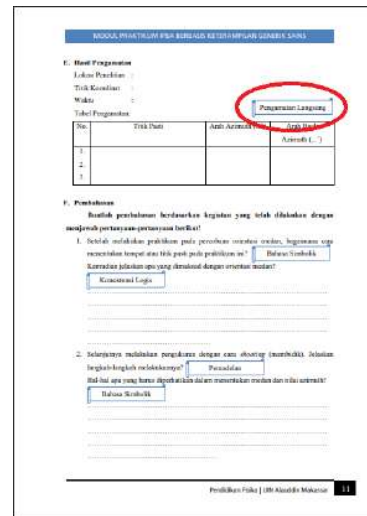 MODUL PRAKTIKUM IPBA BERBASIS KETERAMPILAN GENERIK SAINS
E. Hasil Pengamatan
Lokasi Penelitian :
Titik Koordinat :
Waktu :
Tabel Pengamatan
Pengamatan Langsung
No. Titik Pasti Arah Azimuth Arah Back
Azimuth (...°)
1.
2.
3.
F. Pembahasan
Buatlah pembahasan berdasarkan kegiatan yang telah dilakukan dengan
menjawab pertanyaan-pertanyaan berikut!
1. Setelah melakukan praktikum pada percobaan orientasi medan, bagaimana cara
menentukan tempat atau titik pasti pada praktikum ini? Bahasa Simbolik
Kemudian jelaskan apa yang dimaksud dengan orientasi medan?
Konsistensi Logis
2. Selanjutnya melakukan pengukuran dengan cara shooting (membidik). Jelaskan
langkah-langkah melakukannya? Pemodelan
Hal-hal apa yang harus diperhatikan dalam menentukan medan dan nilai azimuth?
Bahasa Simbolik
Pendidikan Fisika | UIN Alauddin Makassar 11